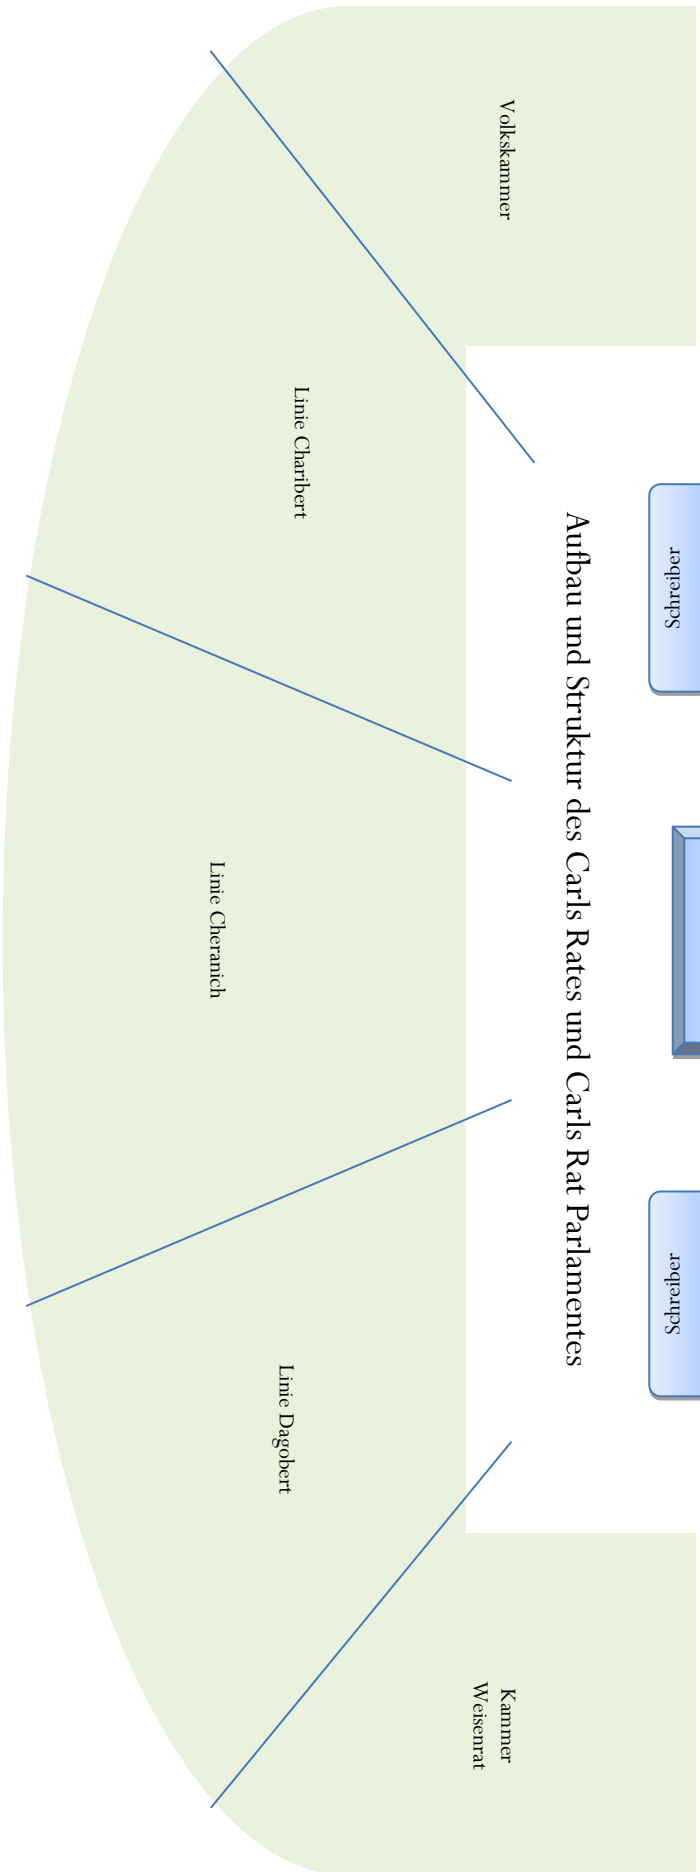 Aufbau und Struktur des Carls Rates und Carls Rat Parlamentes
Schreiber
Schreiber
Volkskammer
Linie Charibert
Linie Cheranich
Linie Dagobert
Kammer
Weisenrat